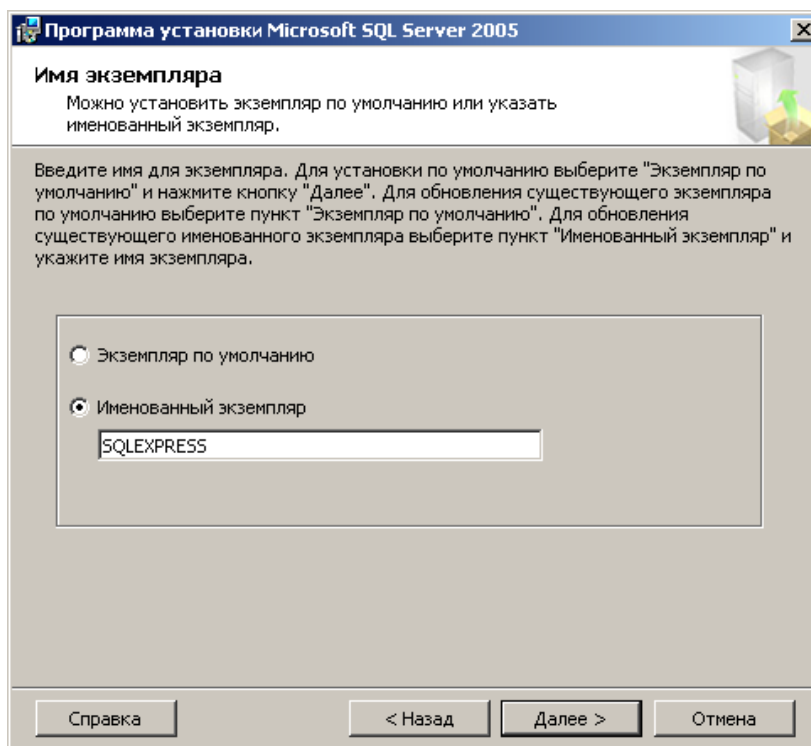 Программа установки Microsoft SQL Server 2005
Имя экземпляра
Можно установить экземпляр по умолчанию или указать
именованный экземпляр.
Введите имя для экземпляра. Для установки по умолчанию выберите "Экземпляр по
умолчанию" и нажмите кнопку "Далее". Для обновления существующего экземпляра
по умолчанию выберите пункт "Экземпляр по умолчанию". Для обновления
существующего именованного экземпляра выберите пункт "Именованный экземпляр" и
укажите имя экземпляра.
Экземпляр по умолчанию
Именованный экземпляр
SQLEXPRESS
Справка
< Назад
Далее >
Отмена